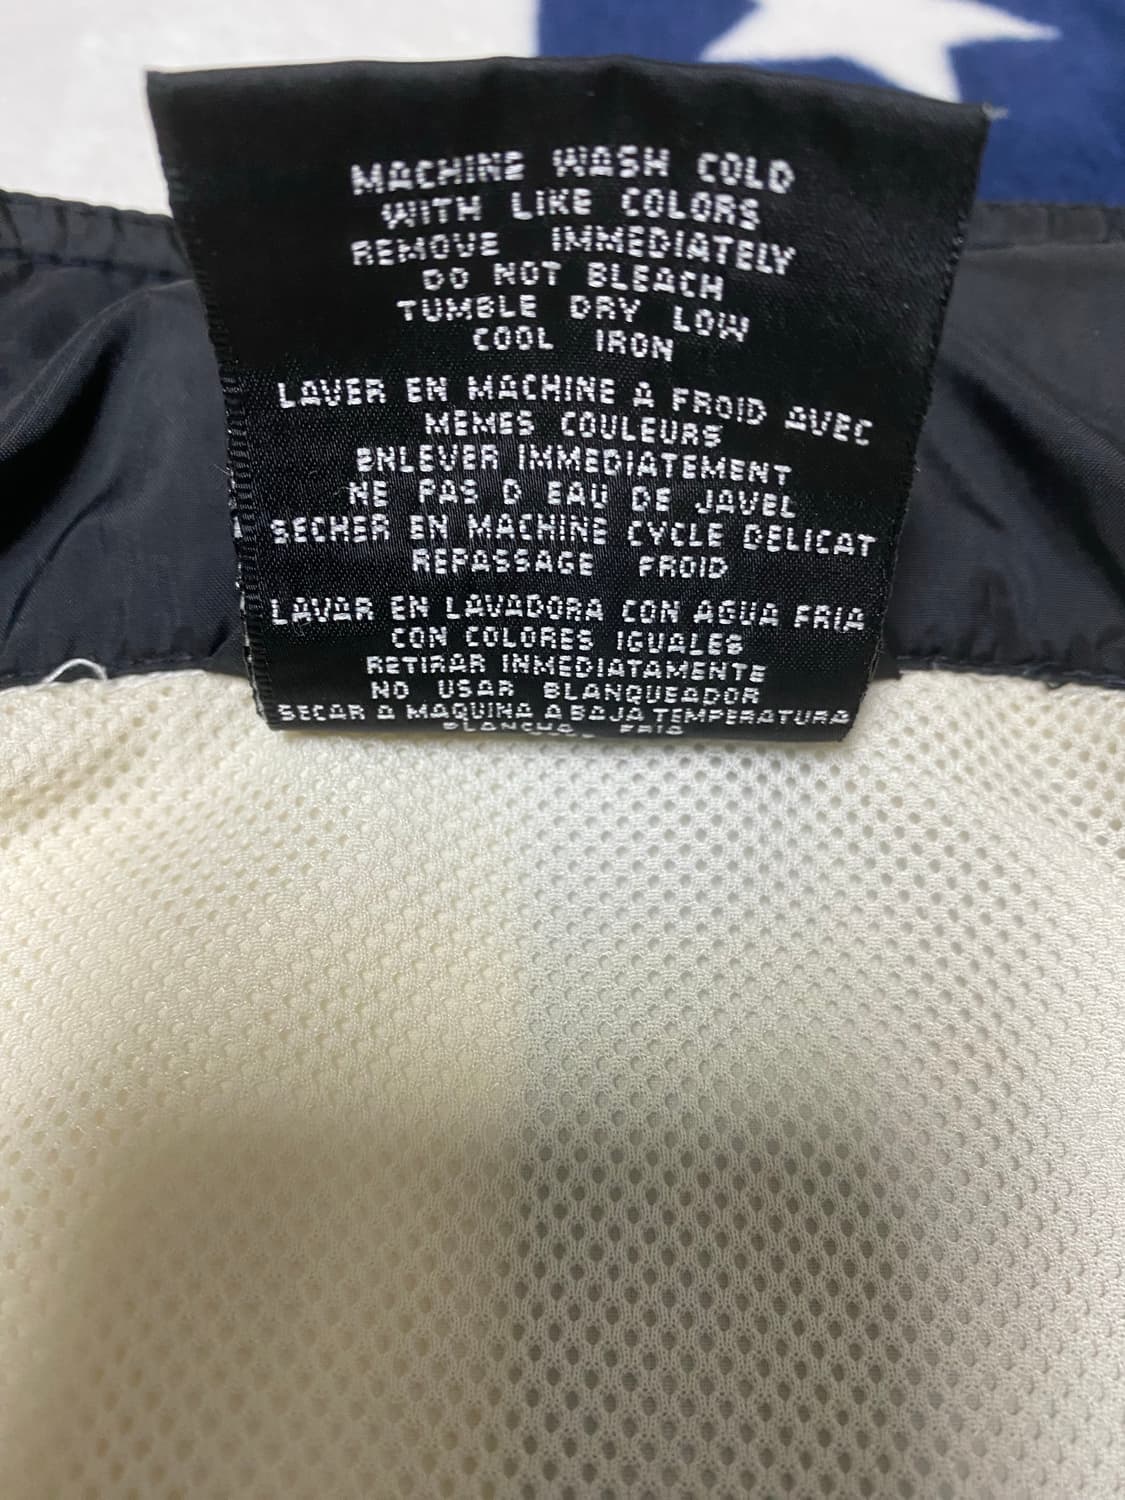 MACHINE WASH COLD
WITH LIKE COLORS
REMOVE IMMEDIATELY
DO NOT BLEACH
TUMBLE DRY LOW
COOL IRON
LAVER EN MACHINE A FROID AVEC
MEMES COULEURS
ENLEVER IMMEDIATEMENT
NE PAS D EAU DE JAVEL
SECHER EN MACHINE CYCLE DELICAT
REPASSAGE FROID
LAVAR EN LAVADORA CON AGUA FRIA
CON COLORES IGUALES
RETIRAR INMEDIATAMENTE
NO USAR BLANQUEADOR
SECAR A MAQUINA A BAJA TEMPERATURA
PLANCHA FRIA